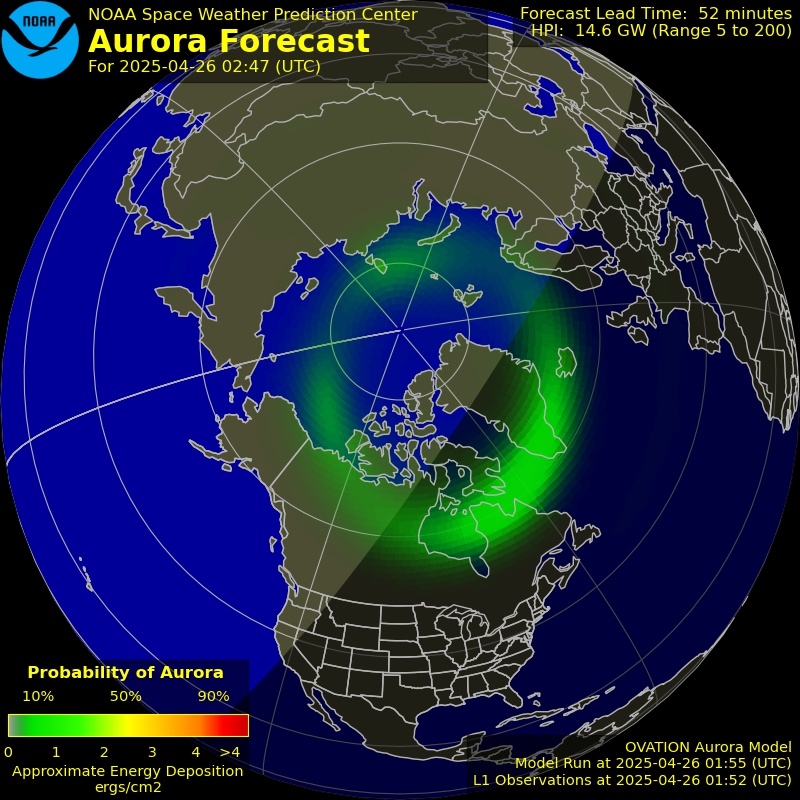 NOAA
NOAA Space Weather Prediction Center
Aurora Forecast
For 2025-04-26 02:47 (UTC)
Forecast Lead Time: 52 minutes
HPI: 14.6 GW (Range 5 to 200)
Probability of Aurora
10% 50% 90%
0 1 2 3 4 >4
Approximate Energy Deposition
ergs/cm2
OVATION Aurora Model
Model Run at 2025-04-26 01:55 (UTC)
L1 Observations at 2025-04-26 01:52 (UTC)